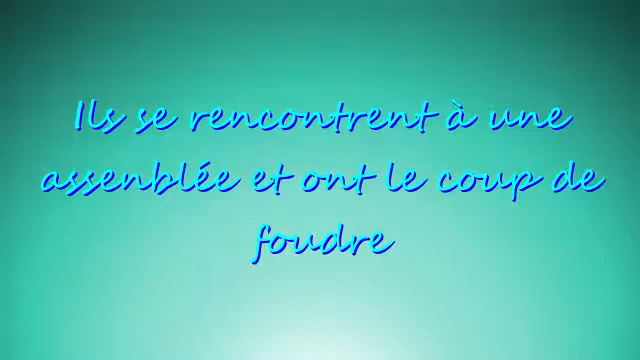 Ils se rencontrent à une
assenblée et ont le coup de
foudre